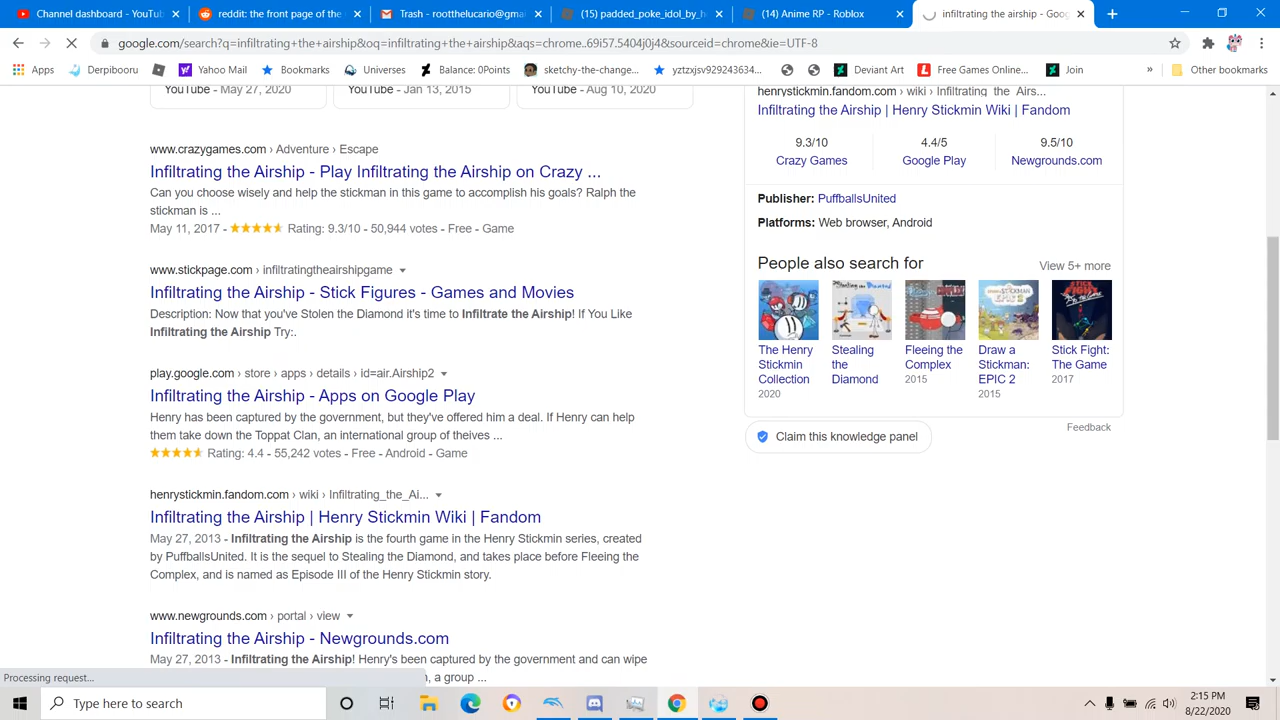 Channel dashboard - YouTu
reddit: the front page of the
Trash - rootthelucario@gmai
(15) padded_poke_idol_by_h
(14) Anime RP - Roblox
infiltrating the airship - Goog
google.com/search?q=infiltrating+the+airship&oq=infiltrating+the+airship&aqs=chrome..69i57.5404j0j4&sourceid=chrome&ie=UTF-8
Apps
Derpibooru
Yahoo Mail
Bookmarks
Universes
Balance: 0Points
sketchy-the-change...
yztzxjsv929243634...
Deviant Art
Free Games Online...
Join
»
Other bookmarks
YouTube - May 27, 2020
YouTube - Jan 13, 2015
YouTube - Aug 10, 2020
www.crazygames.com › Adventure › Escape
Infiltrating the Airship - Play Infiltrating the Airship on Crazy ...
Can you choose wisely and help the stickman in this game to accomplish his goals? Ralph the
stickman is ...
May 11, 2017 - Rating: 9.3/10 - 50,944 votes - Free - Game
www.stickpage.com › infiltratingtheairshipgame
Infiltrating the Airship - Stick Figures - Games and Movies
Description: Now that you've Stolen the Diamond it's time to Infiltrate the Airship! If You Like
Infiltrating the Airship Try:.
play.google.com › store › apps › details › id=air.Airship2
Infiltrating the Airship - Apps on Google Play
Henry has been captured by the government, but they've offered him a deal. If Henry can help
them take down the Toppat Clan, an international group of theives ...
Rating: 4.4 - 55,242 votes - Free - Android - Game
henrystickmin.fandom.com › wiki › Infiltrating_the_Ai...
Infiltrating the Airship | Henry Stickmin Wiki | Fandom
May 27, 2013 - Infiltrating the Airship is the fourth game in the Henry Stickmin series, created
by PuffballsUnited. It is the sequel to Stealing the Diamond, and takes place before Fleeing the
Complex, and is named as Episode III of the Henry Stickmin story.
www.newgrounds.com › portal › view
Infiltrating the Airship - Newgrounds.com
May 27, 2013 - Infiltrating the Airship! Henry's been captured by the government and can wipe
, a group ...
henrystickmin.fandom.com › wiki › Infiltrating_the_Airs...
Infiltrating the Airship | Henry Stickmin Wiki | Fandom
9.3/10
Crazy Games
4.4/5
Google Play
9.5/10
Newgrounds.com
Publisher: PuffballsUnited
Platforms: Web browser, Android
People also search for
View 5+ more
The Henry
Stickmin
Collection
2020
Stealing
the
Diamond
Fleeing the
Complex
2015
Draw a
Stickman:
EPIC 2
2015
Stick Fight:
The Game
2017
Feedback
Claim this knowledge panel
Processing request...
Type here to search
2:15 PM
8/22/2020